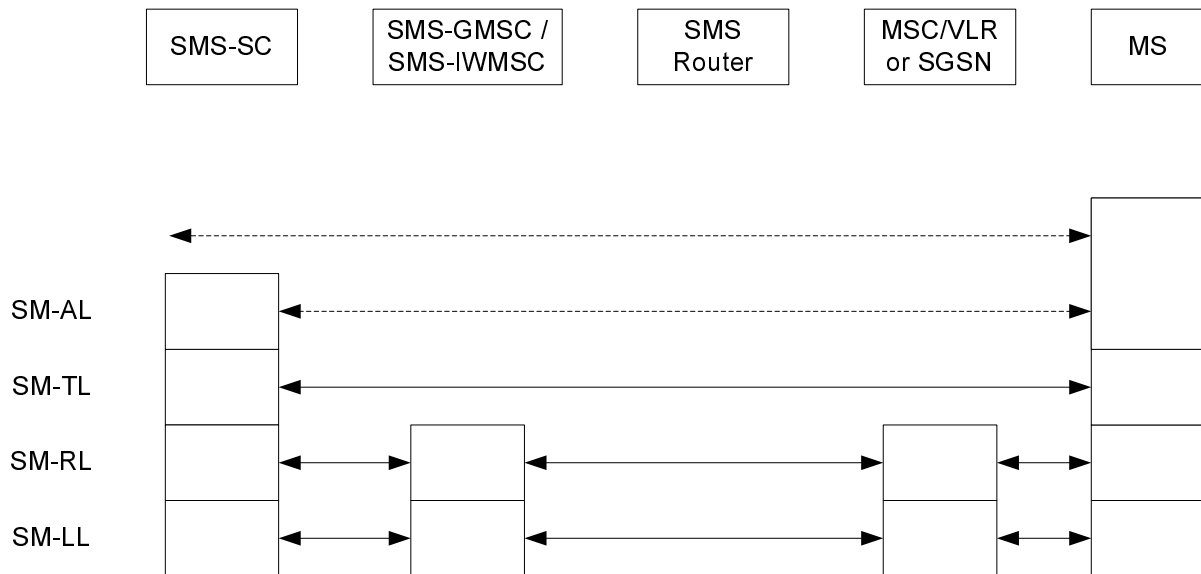 SMS-SC
SMS-GMSC /
SMS-IWMSC
SMS
Router
MSC/VLR
or SGSN
MS
SM-AL
SM-TL
SM-RL
SM-LL